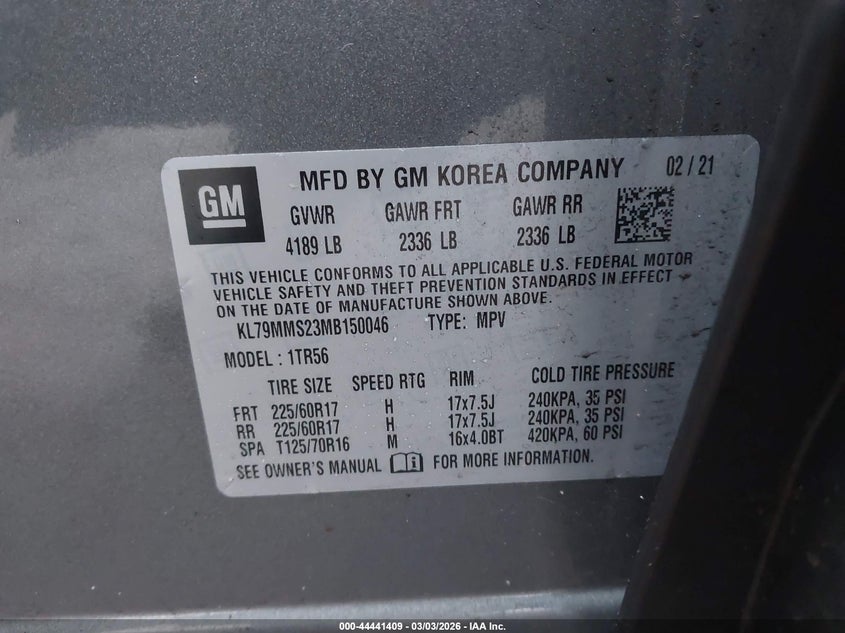 GM
MFD BY GM KOREA COMPANY 02 / 21
GVWR GAWR FRT GAWR RR
4189 LB 2336 LB 2336 LB
THIS VEHICLE CONFORMS TO ALL APPLICABLE U.S. FEDERAL MOTOR
VEHICLE SAFETY AND THEFT PREVENTION STANDARDS IN EFFECT
ON THE DATE OF MANUFACTURE SHOWN ABOVE.
KL79MMS23MB150046 TYPE: MPV
MODEL : 1TR56
TIRE SIZE SPEED RTG RIM COLD TIRE PRESSURE
FRT 225/60R17 H 17x7.5J 240KPA, 35 PSI
RR 225/60R17 H 17x7.5J 240KPA, 35 PSI
SPA T125/70R16 M 16x4.0BT 420KPA, 60 PSI
SEE OWNER'S MANUAL FOR MORE INFORMATION.
000-44441409 - 03/03/2026 - IAA Inc.